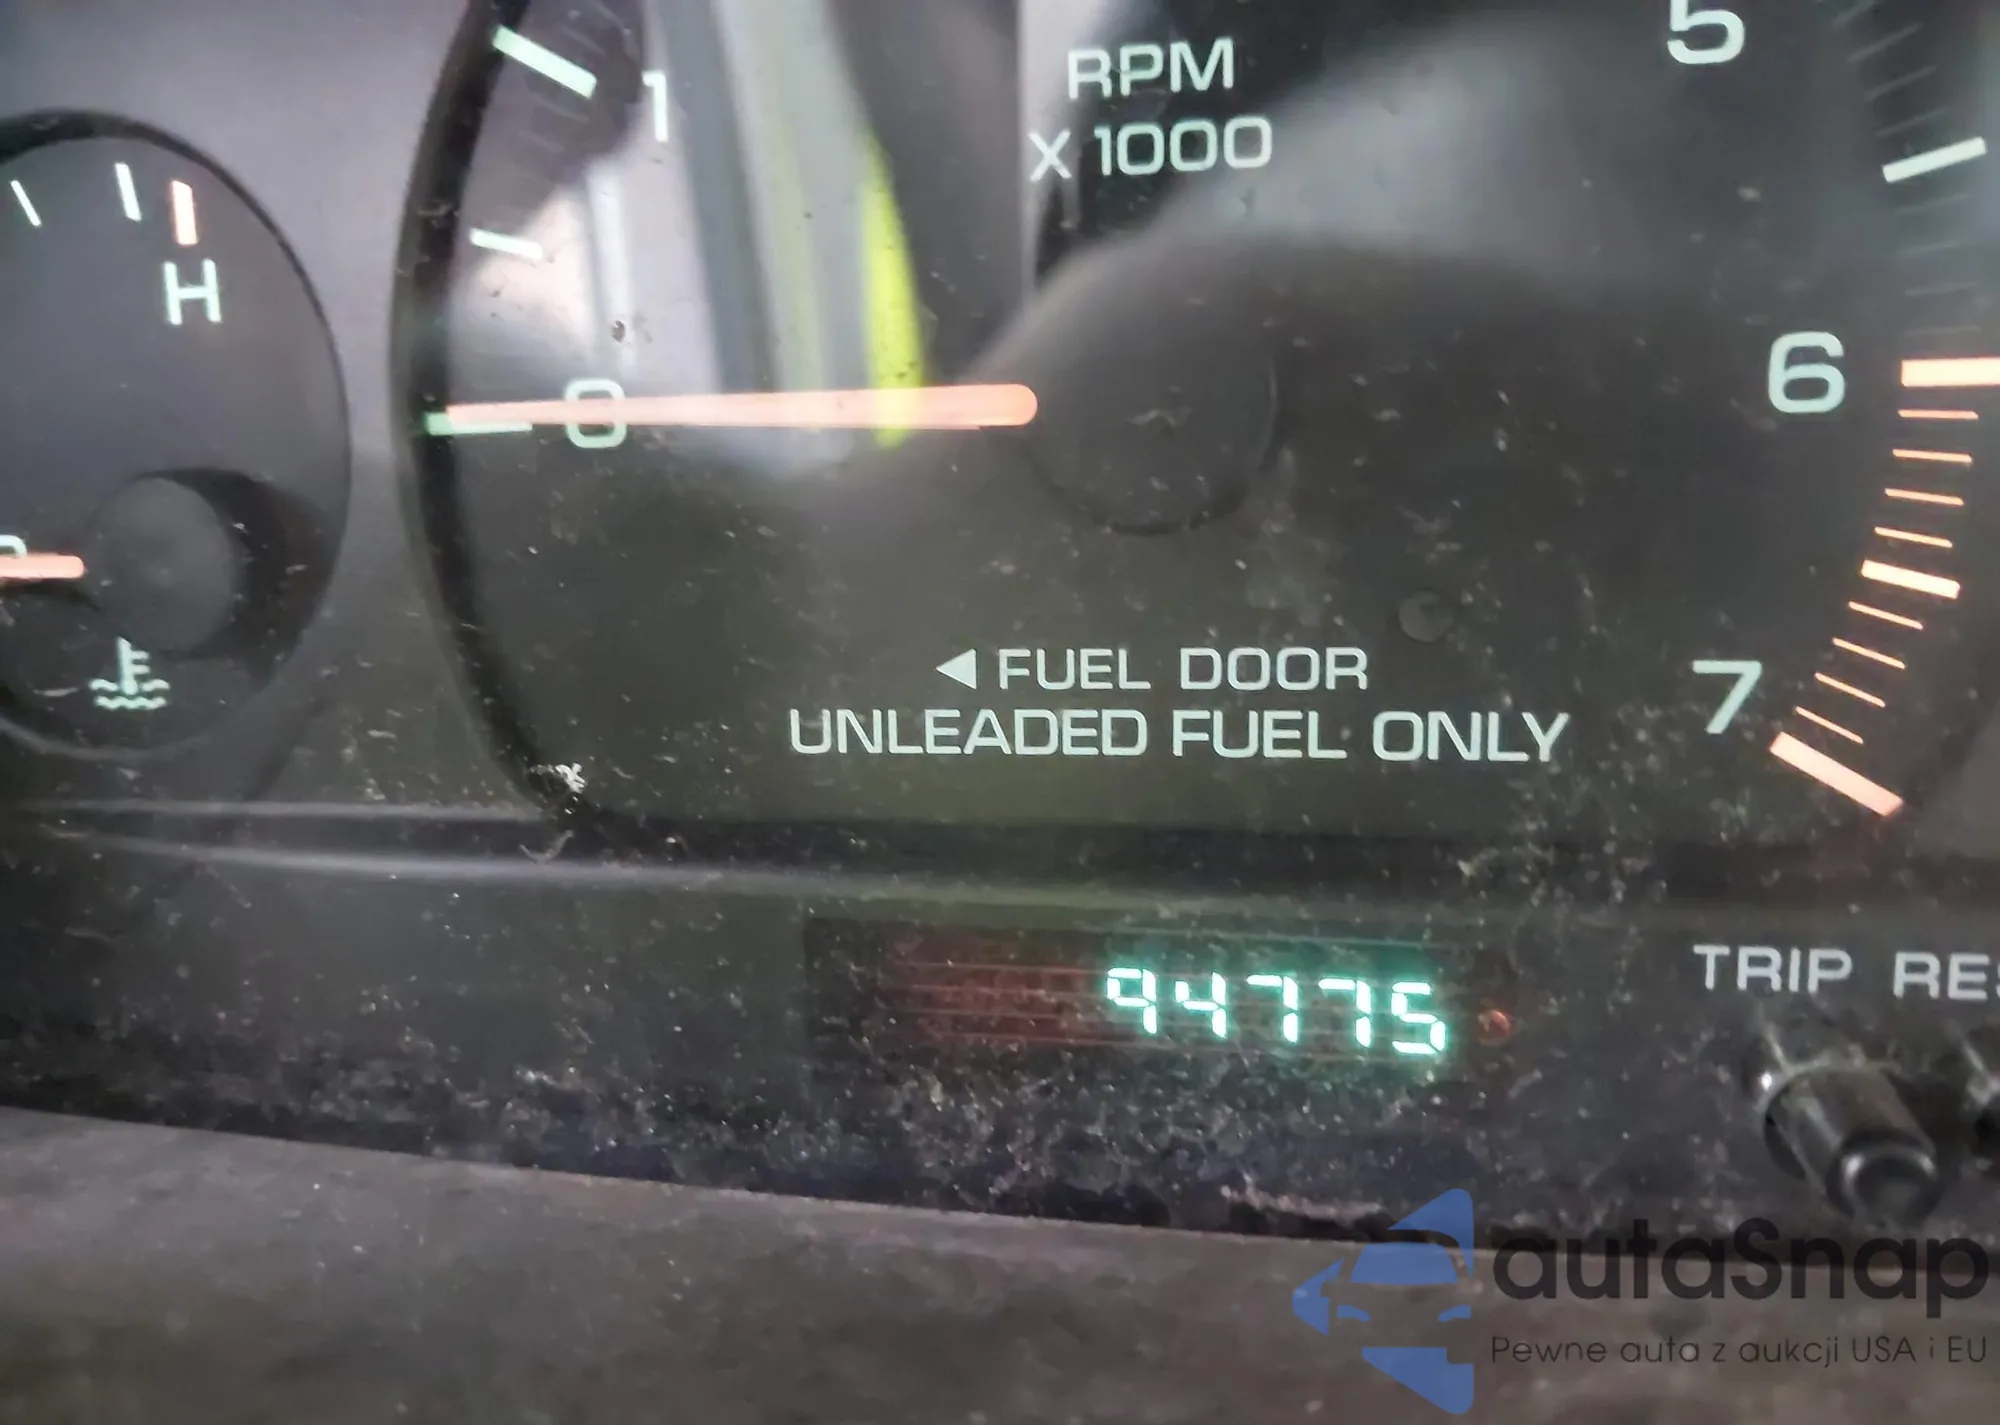 1
5
RPM
X 1000
H
0
6
◀ FUEL DOOR
UNLEADED FUEL ONLY
7
94775
TRIP RES
autaSnap
Pewne auta z aukcji USA i EU